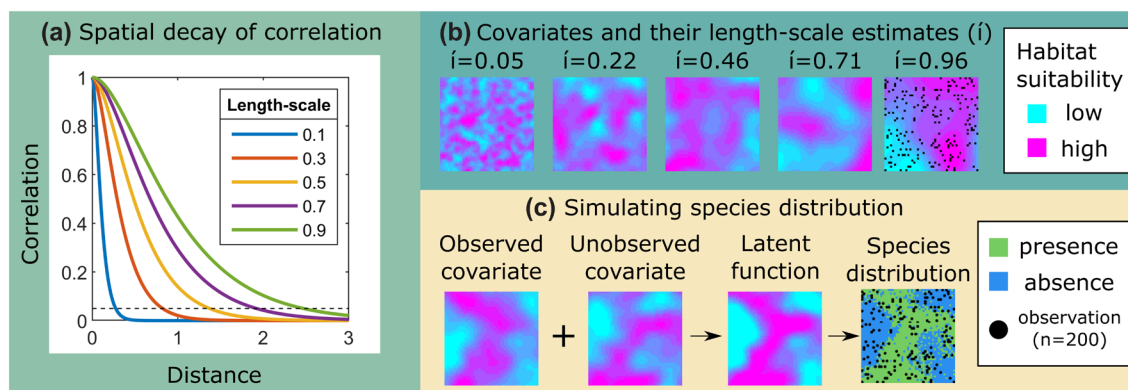 (a) Spatial decay of correlation
1
0.8
0.6
0.4
0.2
0
0
1
2
3
Correlation
Distance
Length-scale
0.1
0.3
0.5
0.7
0.9
(b) Covariates and their length-scale estimates (í)
í=0.05
í=0.22
í=0.46
í=0.71
í=0.96
Habitat
suitability
low
high
(c) Simulating species distribution
Observed
covariate
Unobserved
covariate
Latent
function
Species
distribution
+
presence
absence
observation
(n=200)